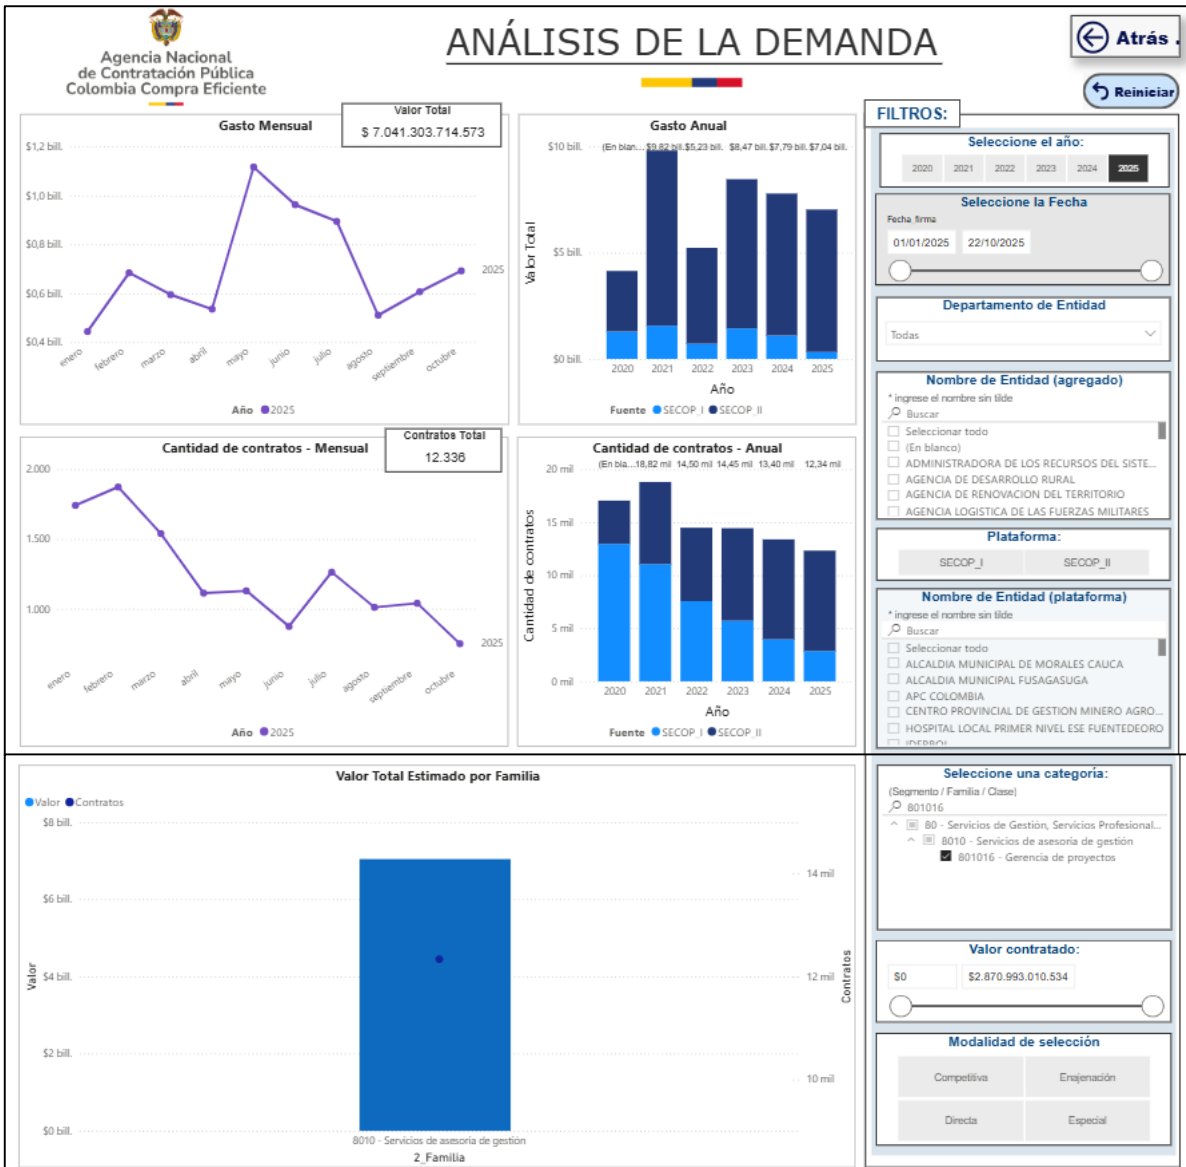 Agencia Nacional
de Contratación Pública
Colombia Compra Eficiente
ANÁLISIS DE LA DEMANDA
Atrás .
Reiniciar
Gasto Mensual
Valor Total
$ 7.041.303.714.573
$1,2 bill.
$1,0 bill.
$0,8 bill.
$0,6 bill.
$0,4 bill.
2025
enero
febrero
marzo
abril
mayo
junio
julio
agosto
septiembre
octubre
Año 2025
Gasto Anual
(En blan... $9,82 bill. $5,23 bill. $8,47 bill. $7,79 bill. $7,04 bill.
Valor Total
$10 bill.
$5 bill.
$0 bill.
2020 2021 2022 2023 2024 2025
Año
Fuente SECOP_I SECOP_II
Cantidad de contratos - Mensual
Contratos Total
12.336
2.000
1.500
1.000
2025
enero
febrero
marzo
abril
mayo
junio
julio
agosto
septiembre
octubre
Año 2025
Cantidad de contratos - Anual
(En bla... 18,82 mil 14,50 mil 14,45 mil 13,40 mil 12,34 mil
Cantidad de contratos
20 mil
15 mil
10 mil
5 mil
0 mil
2020 2021 2022 2023 2024 2025
Año
Fuente SECOP_I SECOP_II
FILTROS:
Seleccione el año:
2020 2021 2022 2023 2024 2025
Seleccione la Fecha
Fecha_firma
01/01/2025 22/10/2025
Departamento de Entidad
Todas
Nombre de Entidad (agregado)
* ingrese el nombre sin tilde
Buscar
Seleccionar todo
(En blanco)
ADMINISTRADORA DE LOS RECURSOS DEL SISTE...
AGENCIA DE DESARROLLO RURAL
AGENCIA DE RENOVACION DEL TERRITORIO
AGENCIA LOGISTICA DE LAS FUERZAS MILITARES
Plataforma:
SECOP_I SECOP_II
Nombre de Entidad (plataforma)
* ingrese el nombre sin tilde
Buscar
Seleccionar todo
ALCALDIA MUNICIPAL DE MORALES CAUCA
ALCALDIA MUNICIPAL FUSAGASUGA
APC COLOMBIA
CENTRO PROVINCIAL DE GESTION MINERO AGRO...
HOSPITAL LOCAL PRIMER NIVEL ESE FUENTEDEORO
Valor Total Estimado por Familia
Valor Contratos
Valor
$8 bill.
$6 bill.
$4 bill.
$2 bill.
$0 bill.
14 mil
12 mil
10 mil
Contratos
8010 - Servicios de asesoria de gestión
2_Familia
Seleccione una categoría:
(Segmento / Familia / Clase)
801016
80 - Servicios de Gestión, Servicios Profesional...
8010 - Servicios de asesoria de gestión
801016 - Gerencia de proyectos
Valor contratado:
$0 $2.870.993.010.534
Modalidad de selección
Competitiva Enajenación
Directa Especial